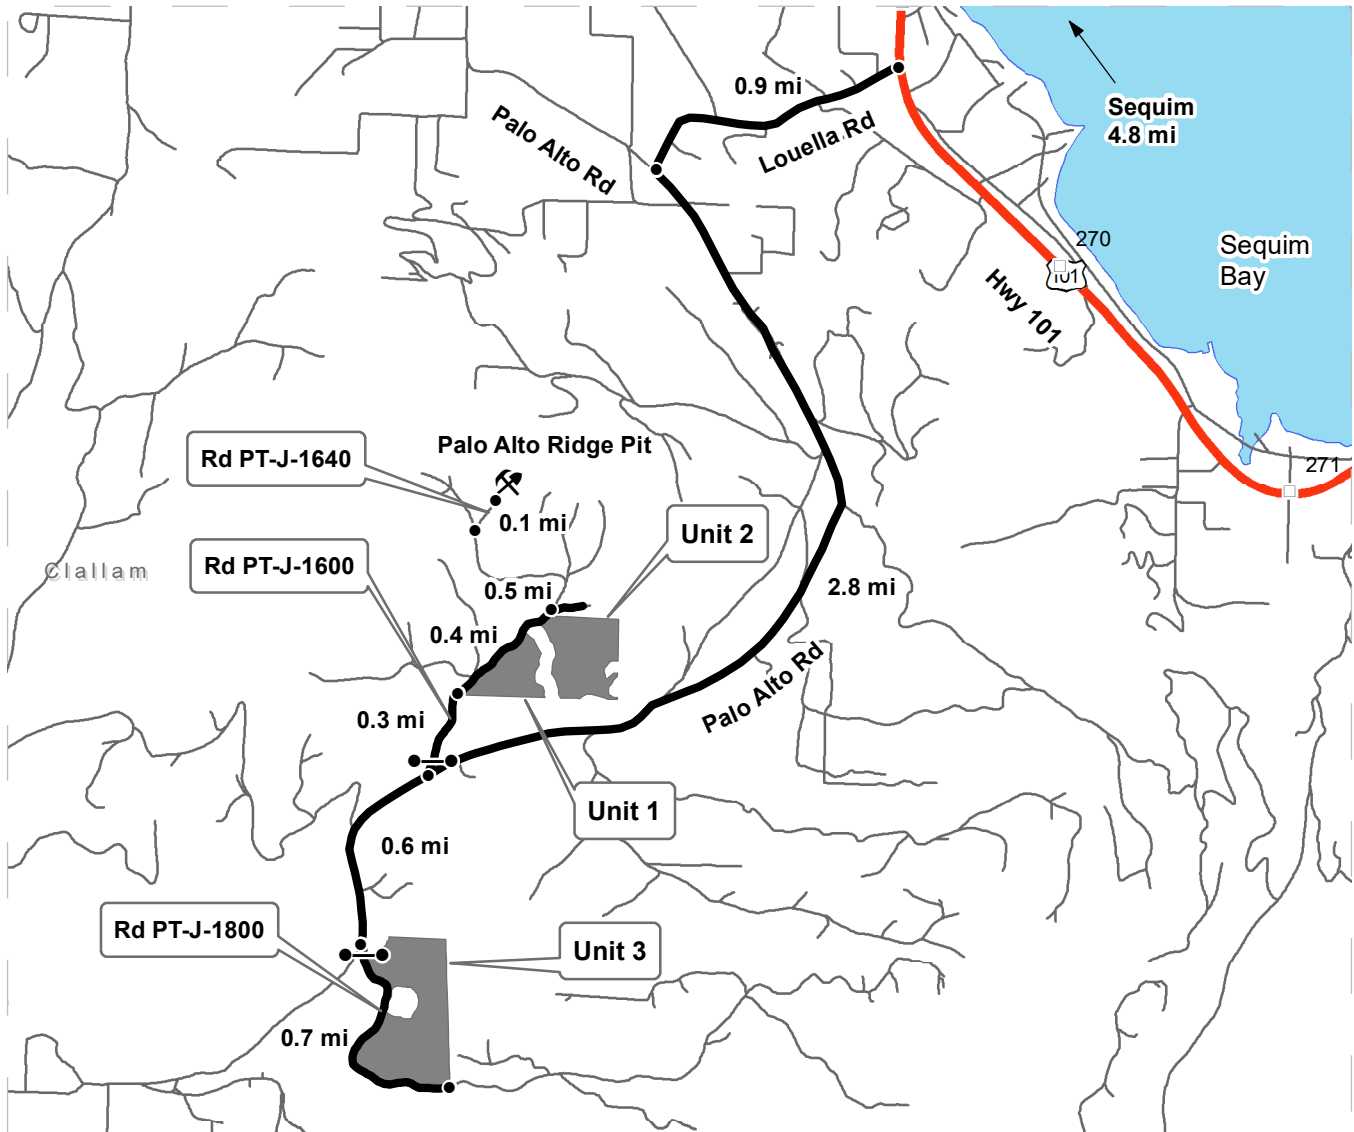 0.9 mi
Sequim
4.8 mi
Palo Alto Rd
Louella Rd
270
Sequim
Bay
101
Hwy 101
Rd PT-J-1640
Palo Alto Ridge Pit
271
0.1 mi
Unit 2
Rd PT-J-1600
Clallam
0.5 mi
2.8 mi
0.4 mi
Palo Alto Rd
0.3 mi
Unit 1
0.6 mi
Rd PT-J-1800
Unit 3
0.7 mi